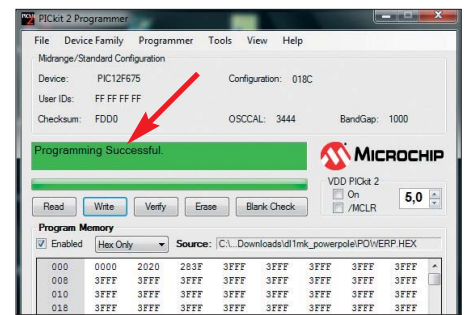 PICkit 2 Programmer
File Device Family Programmer Tools View Help
Midrange/Standard Configuration
Device: PIC12F675 Configuration: 018C
User IDs: FF FF FF FF
Checksum: FDD0 OSCCAL: 3444 BandGap: 1000
Programming Successful.
MICROCHIP
VDD PICkit 2
On
/MCLR
5,0
Read Write Verify Erase Blank Check
Program Memory
Enabled Hex Only Source: C:\...Downloads\dl1mk_powerpole\POWERP.HEX
000 0000 2020 283F 3FFF 3FFF 3FFF 3FFF 3FFF
008 3FFF 3FFF 3FFF 3FFF 3FFF 3FFF 3FFF 3FFF
010 3FFF 3FFF 3FFF 3FFF 3FFF 3FFF 3FFF 3FFF
018 3FFF 3FFF 3FFF 3FFF 3FFF 3FFF 3FFF 3FFF